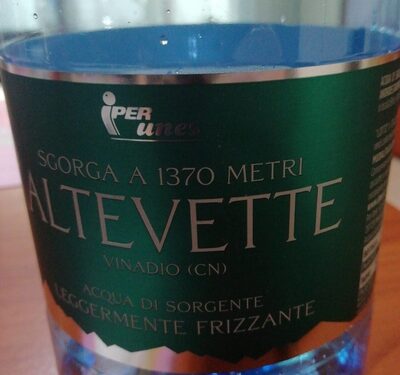 iPER
unes
SGORGA A 1370 METRI
ALTEVETTE
VINADIO (CN)
ACQUA DI SORGENTE
LEGGERMENTE FRIZZANTE